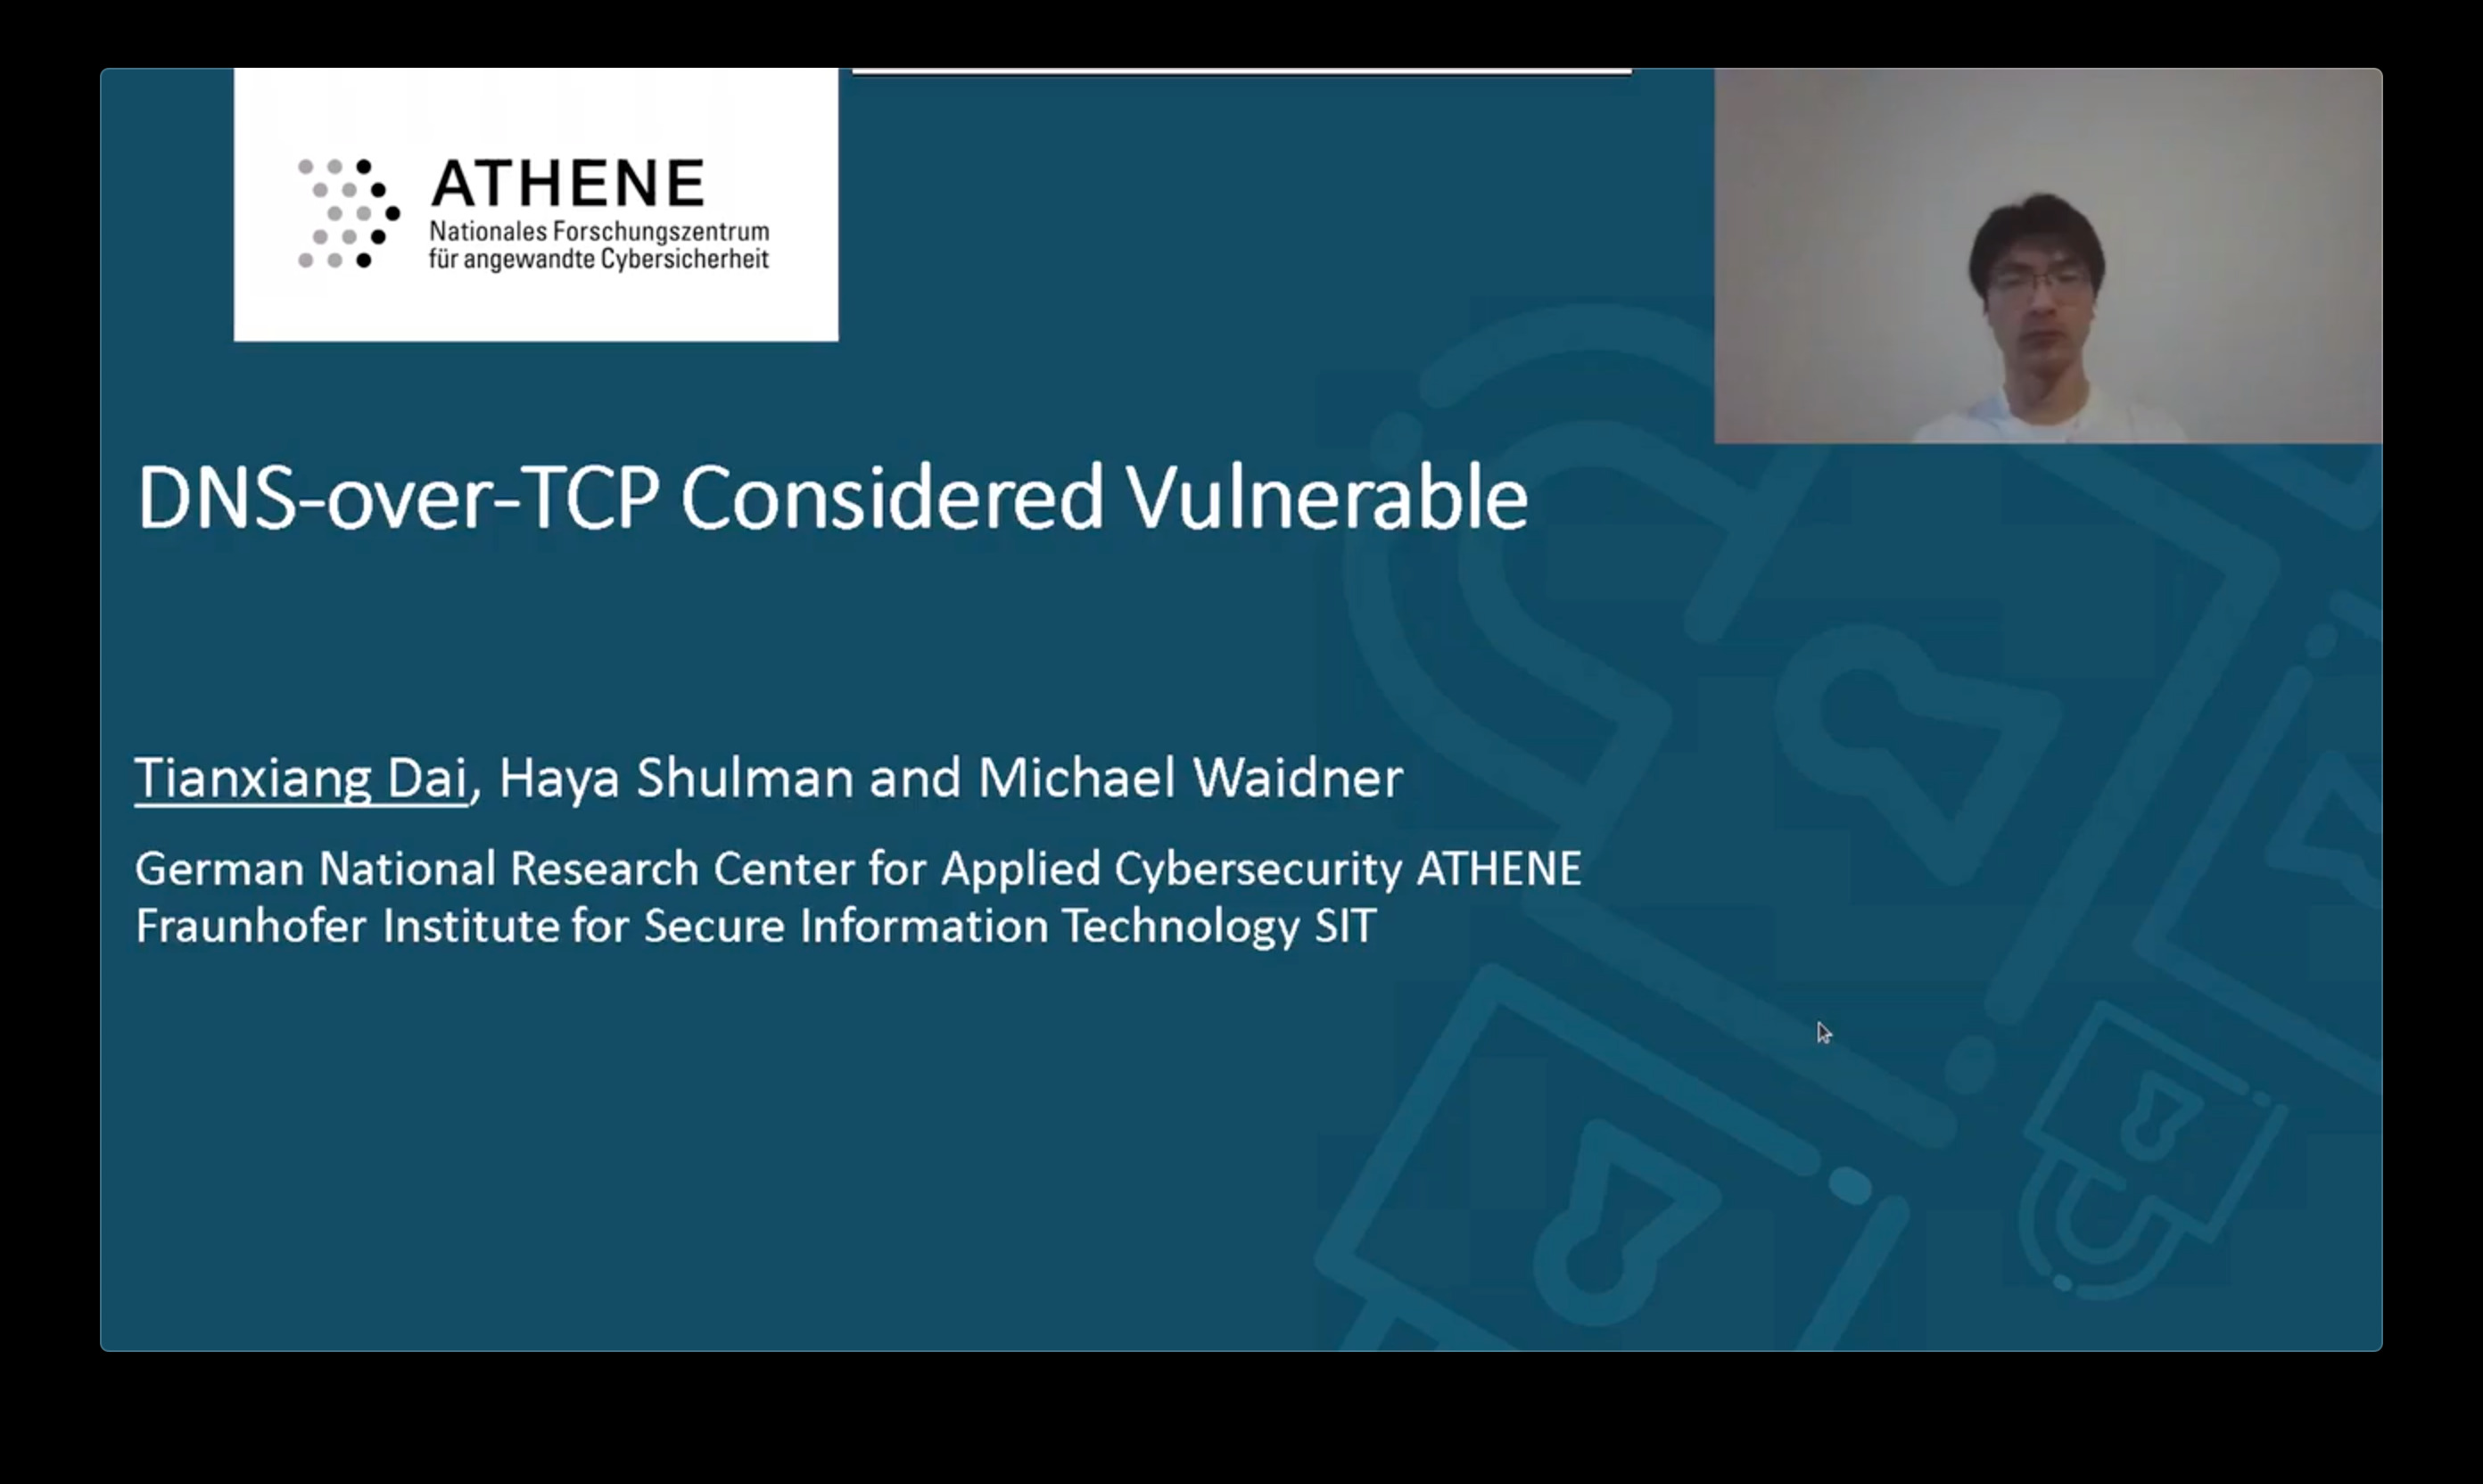 ATHENE
Nationales Forschungszentrum
für angewandte Cybersicherheit
DNS-over-TCP Considered Vulnerable
Tianxiang Dai, Haya Shulman and Michael Waidner
German National Research Center for Applied Cybersecurity ATHENE
Fraunhofer Institute for Secure Information Technology SIT